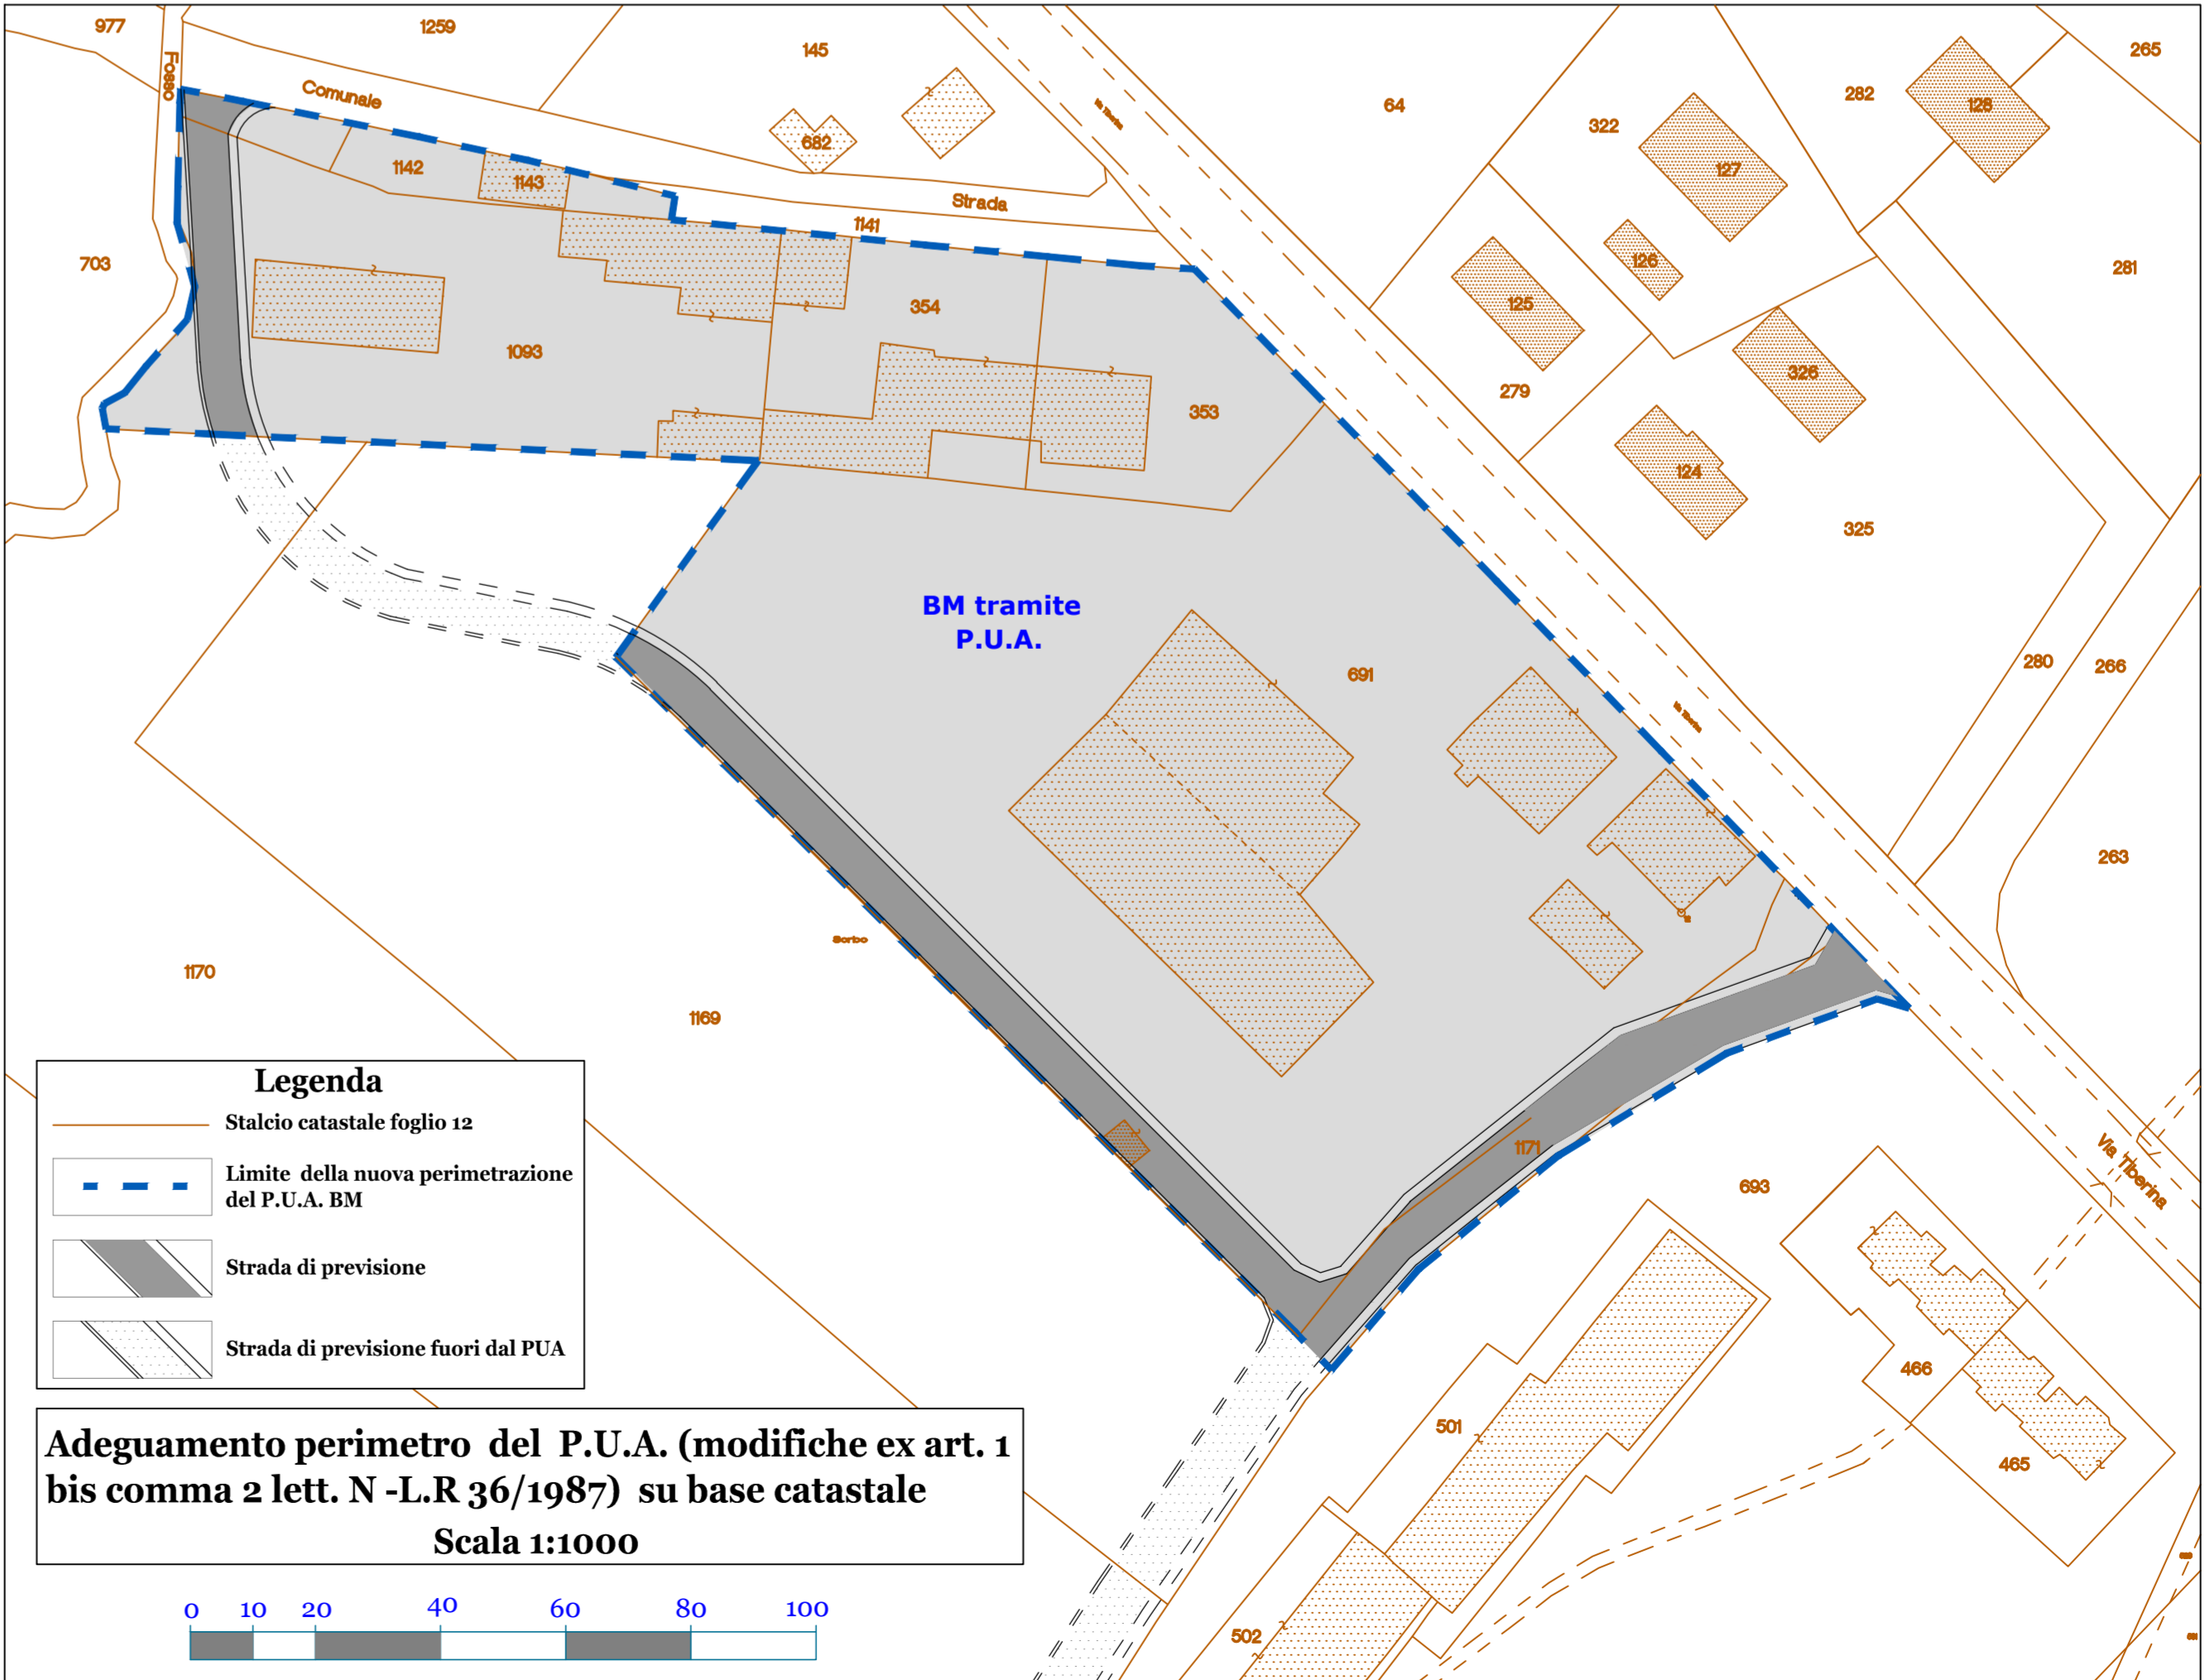 977
1259
145
265
Fosso
Comunale
64
282
128
322
682
127
1142
1143
Strada
1141
126
703
281
354
125
1093
326
279
353
124
325
BM tramite
P.U.A.
280
266
691
263
Sorbo
1170
1169
1171
Via Tiberina
693
466
501
465
502
Legenda
Stalcio catastale foglio 12
Limite della nuova perimetrazione
del P.U.A. BM
Strada di previsione
Strada di previsione fuori dal PUA
Adeguamento perimetro del P.U.A. (modifiche ex art. 1
bis comma 2 lett. N -L.R 36/1987) su base catastale
Scala 1:1000
0 10 20 40 60 80 100